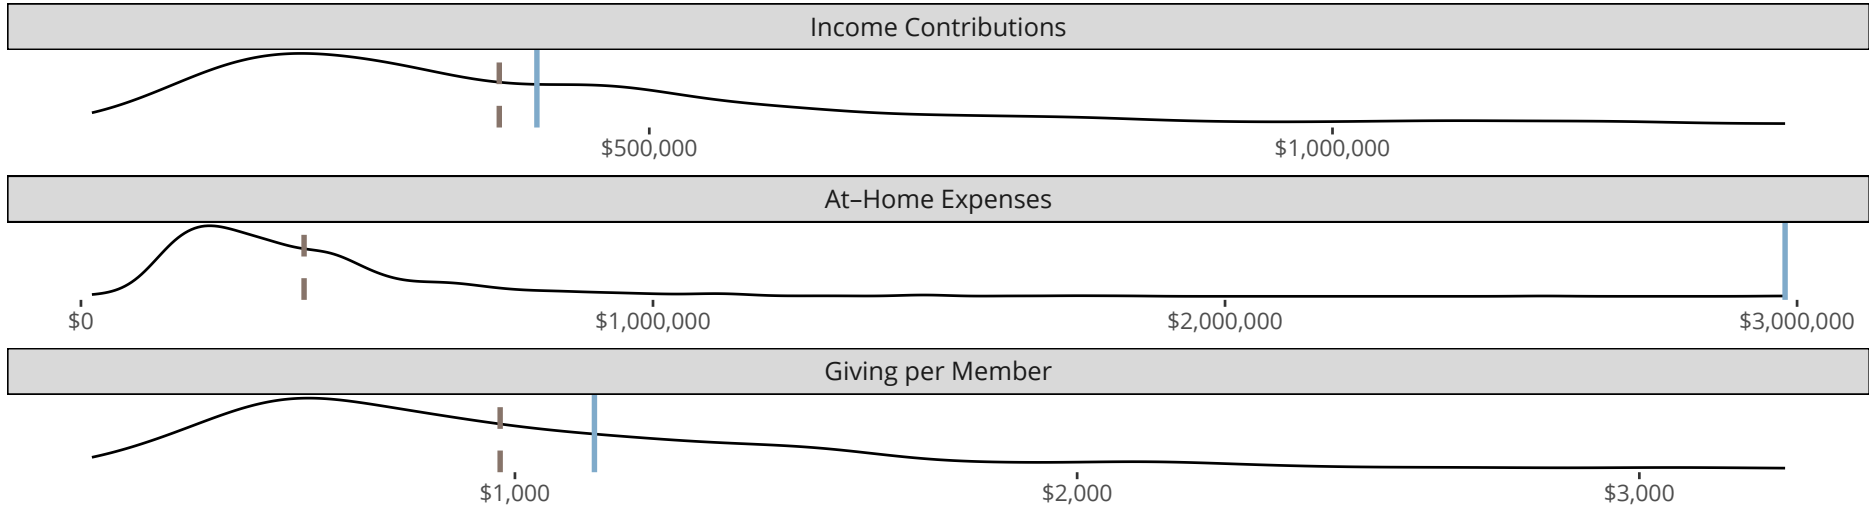 Income Contributions
$500,000 $1,000,000
At–Home Expenses
$0 $1,000,000 $2,000,000 $3,000,000
Giving per Member
$1,000 $2,000 $3,000